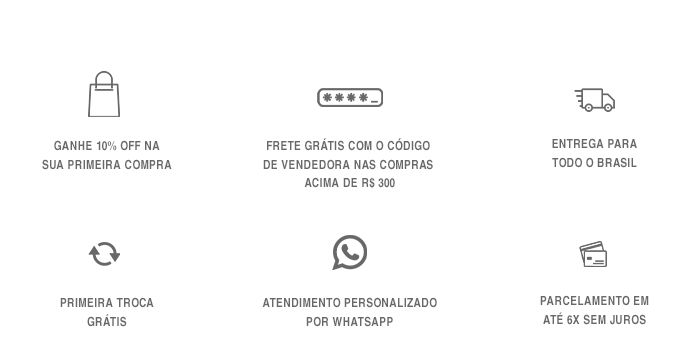 GANHE 10% OFF NA
SUA PRIMEIRA COMPRA
FRETE GRÁTIS COM O CÓDIGO
DE VENDEDORA NAS COMPRAS
ACIMA DE R$ 300
ENTREGA PARA
TODO O BRASIL
PRIMEIRA TROCA
GRÁTIS
ATENDIMENTO PERSONALIZADO
POR WHATSAPP
PARCELAMENTO EM
ATÉ 6X SEM JUROS